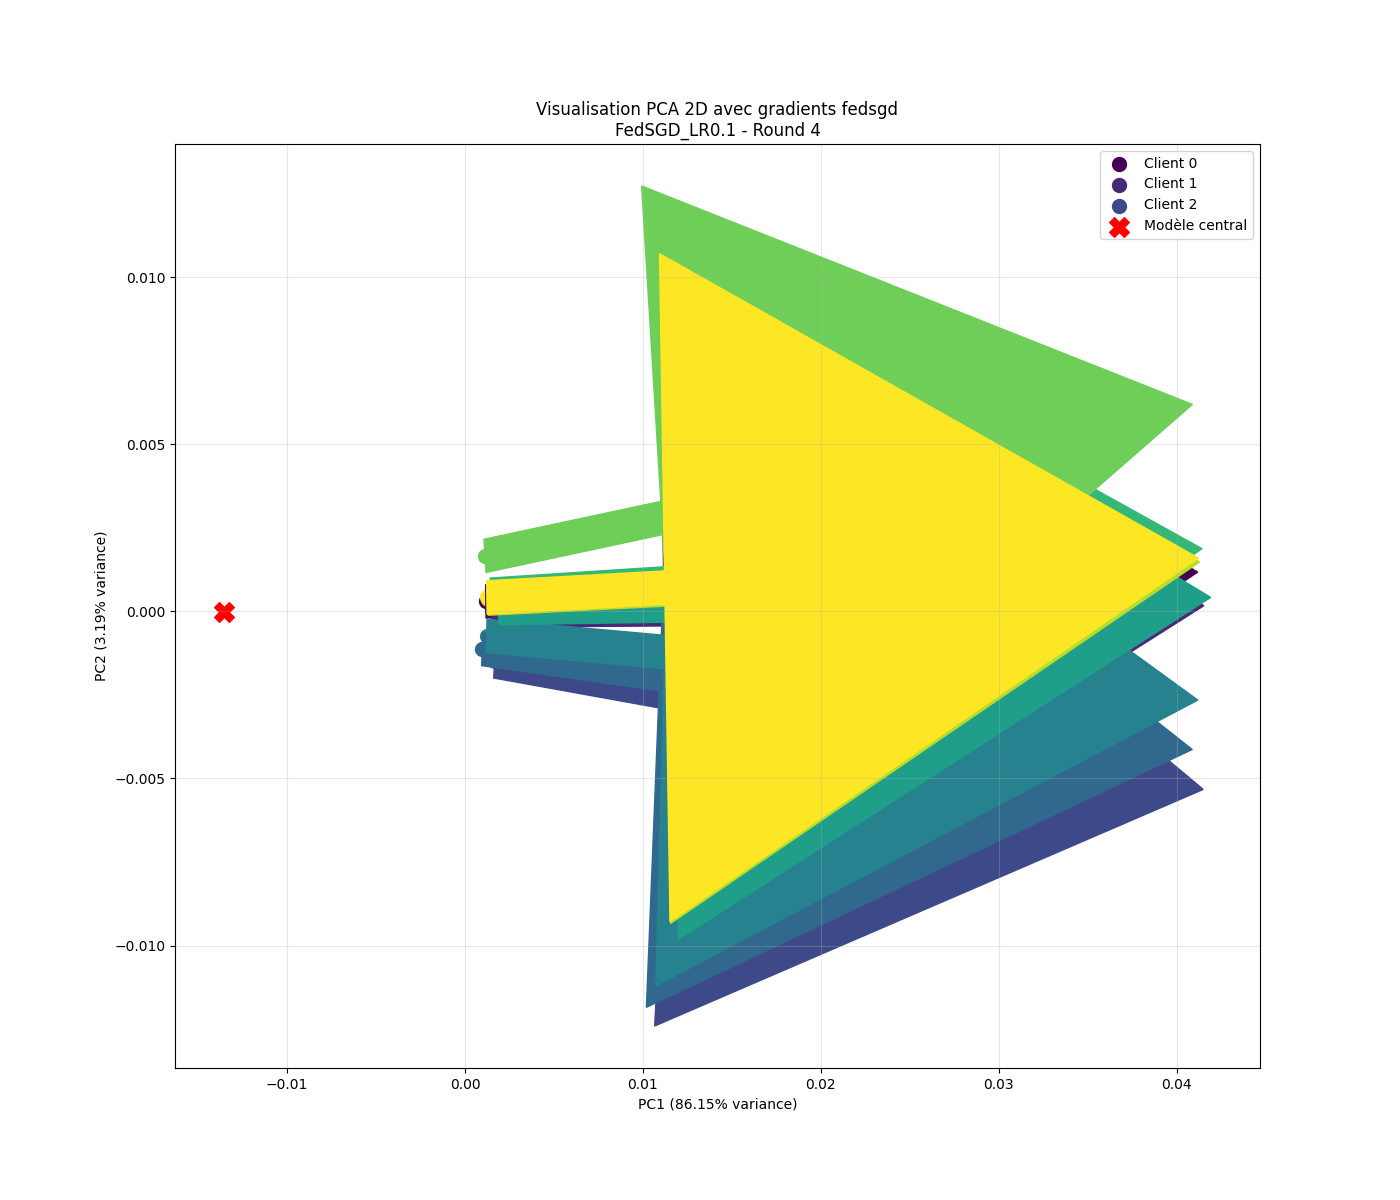 Visualisation PCA 2D avec gradients fedsgd
FedSGD_LR0.1 - Round 4
Client 0
Client 1
Client 2
Modèle central
0.010
0.005
0.000
−0.005
−0.010
PC2 (3.19% variance)
−0.01
0.00
0.01
0.02
0.03
0.04
PC1 (86.15% variance)